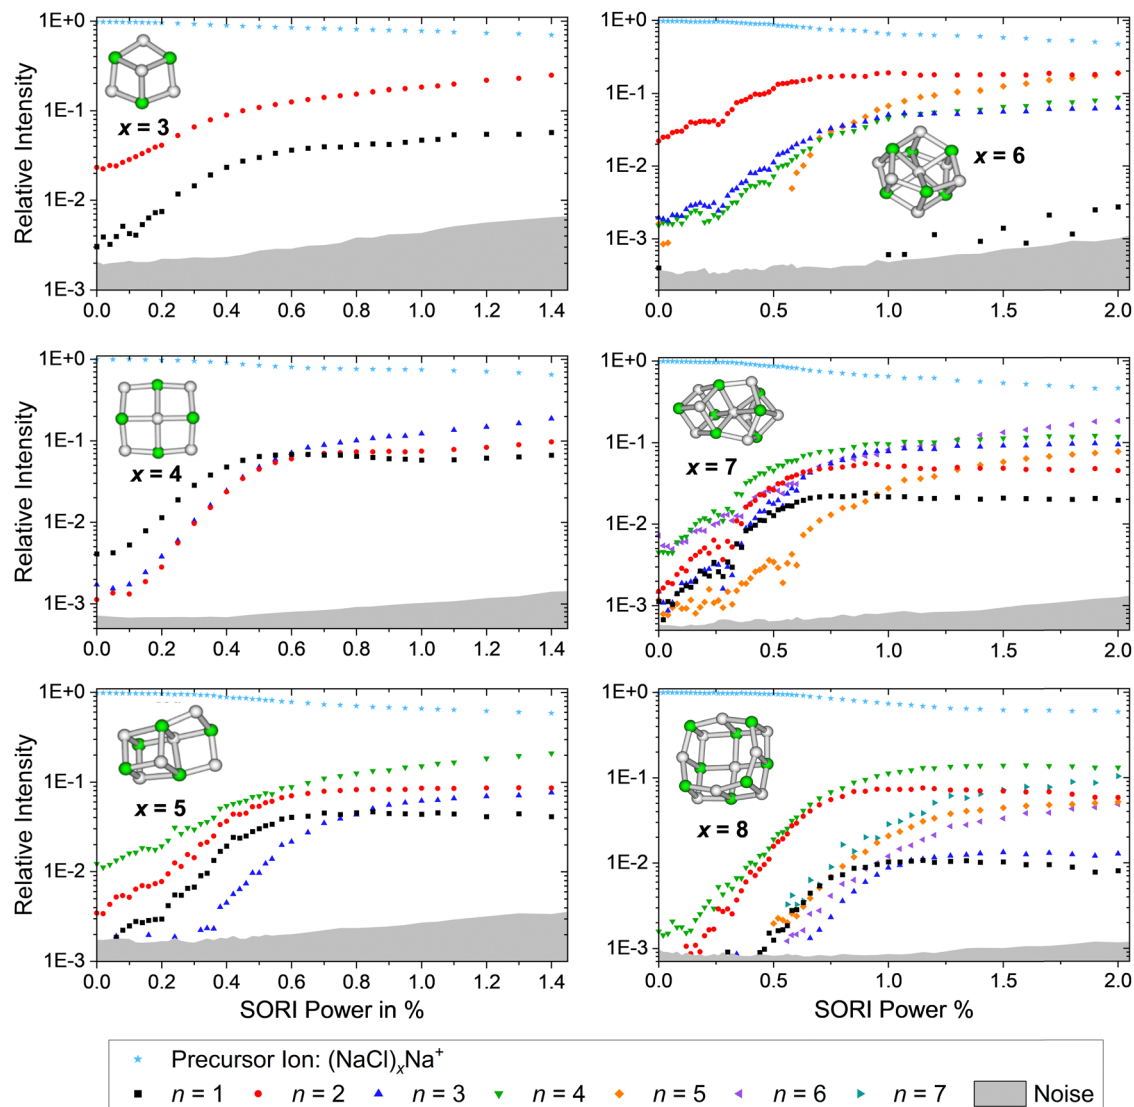 Relative Intensity
1E+0
1E-1
1E-2
1E-3
x = 3
0.0 0.2 0.4 0.6 0.8 1.0 1.2 1.4
1E+0
1E-1
1E-2
1E-3
x = 6
0.0 0.5 1.0 1.5 2.0
Relative Intensity
1E+0
1E-1
1E-2
1E-3
x = 4
0.0 0.2 0.4 0.6 0.8 1.0 1.2 1.4
1E+0
1E-1
1E-2
1E-3
x = 7
0.0 0.5 1.0 1.5 2.0
Relative Intensity
1E+0
1E-1
1E-2
1E-3
x = 5
0.0 0.2 0.4 0.6 0.8 1.0 1.2 1.4
SORI Power in %
1E+0
1E-1
1E-2
1E-3
x = 8
0.0 0.5 1.0 1.5 2.0
SORI Power %
Precursor Ion: (NaCl)ₓNa⁺
n = 1 n = 2 n = 3 n = 4 n = 5 n = 6 n = 7 Noise